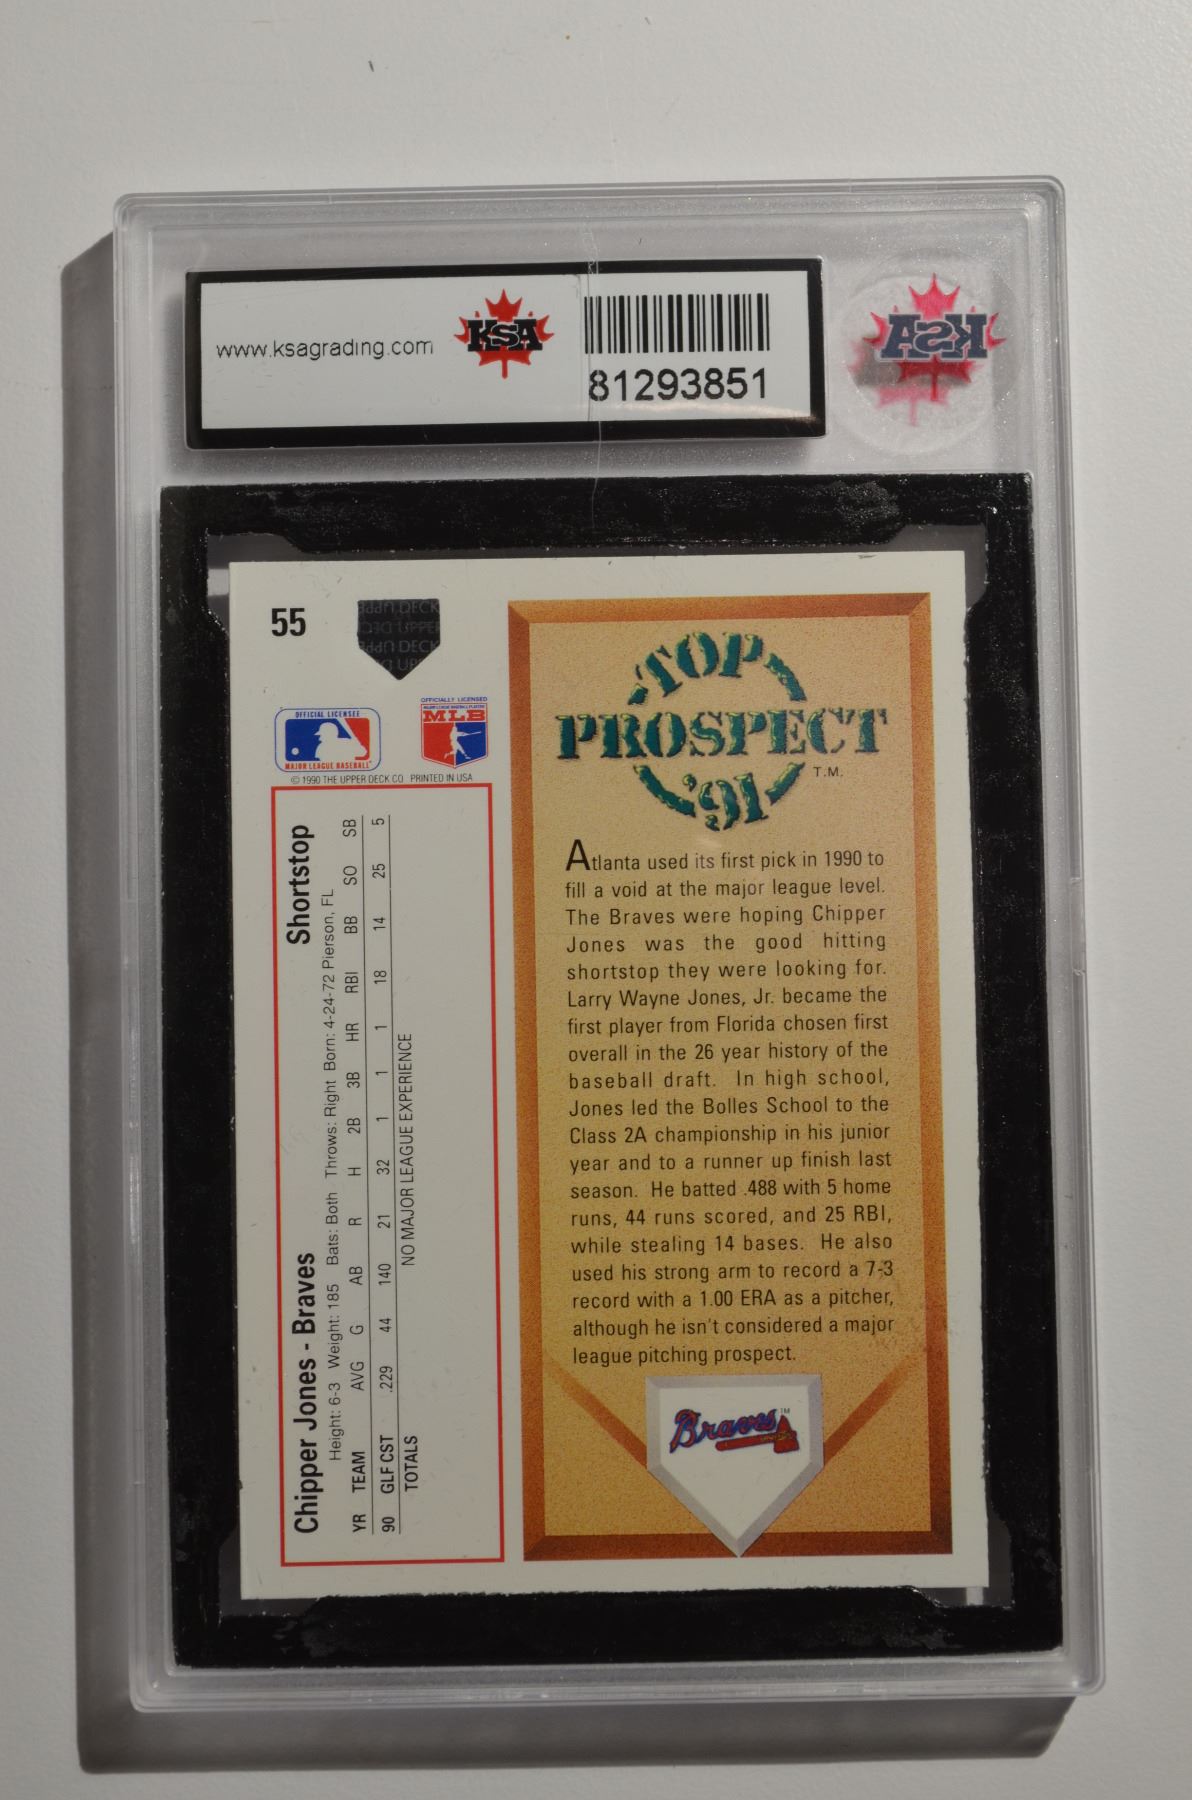 www.ksagrading.com
KSA
81293851
KSA
55
UPPER DECK
OFFICIAL LICENSEE
MAJOR LEAGUE BASEBALL
OFFICIALLY LICENSED
MAJOR LEAGUE BASEBALL PLAYERS
MLB
© 1990 THE UPPER DECK CO. PRINTED IN USA
Chipper Jones - Braves Shortstop
Height: 6-3 Weight: 185 Bats: Both Throws: Right Born: 4-24-72 Pierson, FL
YR TEAM AVG G AB R H 2B 3B HR RBI BB SO SB
90 GLF CST .229 44 140 21 32 1 1 1 18 14 25 5
TOTALS NO MAJOR LEAGUE EXPERIENCE
TOP
PROSPECT
'91
T.M.
Atlanta used its first pick in 1990 to
fill a void at the major league level.
The Braves were hoping Chipper
Jones was the good hitting
shortstop they were looking for.
Larry Wayne Jones, Jr. became the
first player from Florida chosen first
overall in the 26 year history of the
baseball draft. In high school,
Jones led the Bolles School to the
Class 2A championship in his junior
year and to a runner up finish last
season. He batted .488 with 5 home
runs, 44 runs scored, and 25 RBI,
while stealing 14 bases. He also
used his strong arm to record a 7-3
record with a 1.00 ERA as a pitcher,
although he isn't considered a major
league pitching prospect.
Braves TM